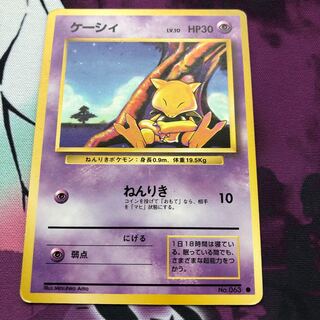 ケーシィ LV.10 HP30
ねんりきポケモン：身長0.9m、体重19.5Kg
ねんりき 10
コインを投げて「おもて」なら、相手
を「マヒ」状態にする。
にげる
弱点
1日18時間は寝てい
る。眠っている間でも、
さまざまな超能力をつ
かう。
Illus. Mitsuhiro Arita
No.063